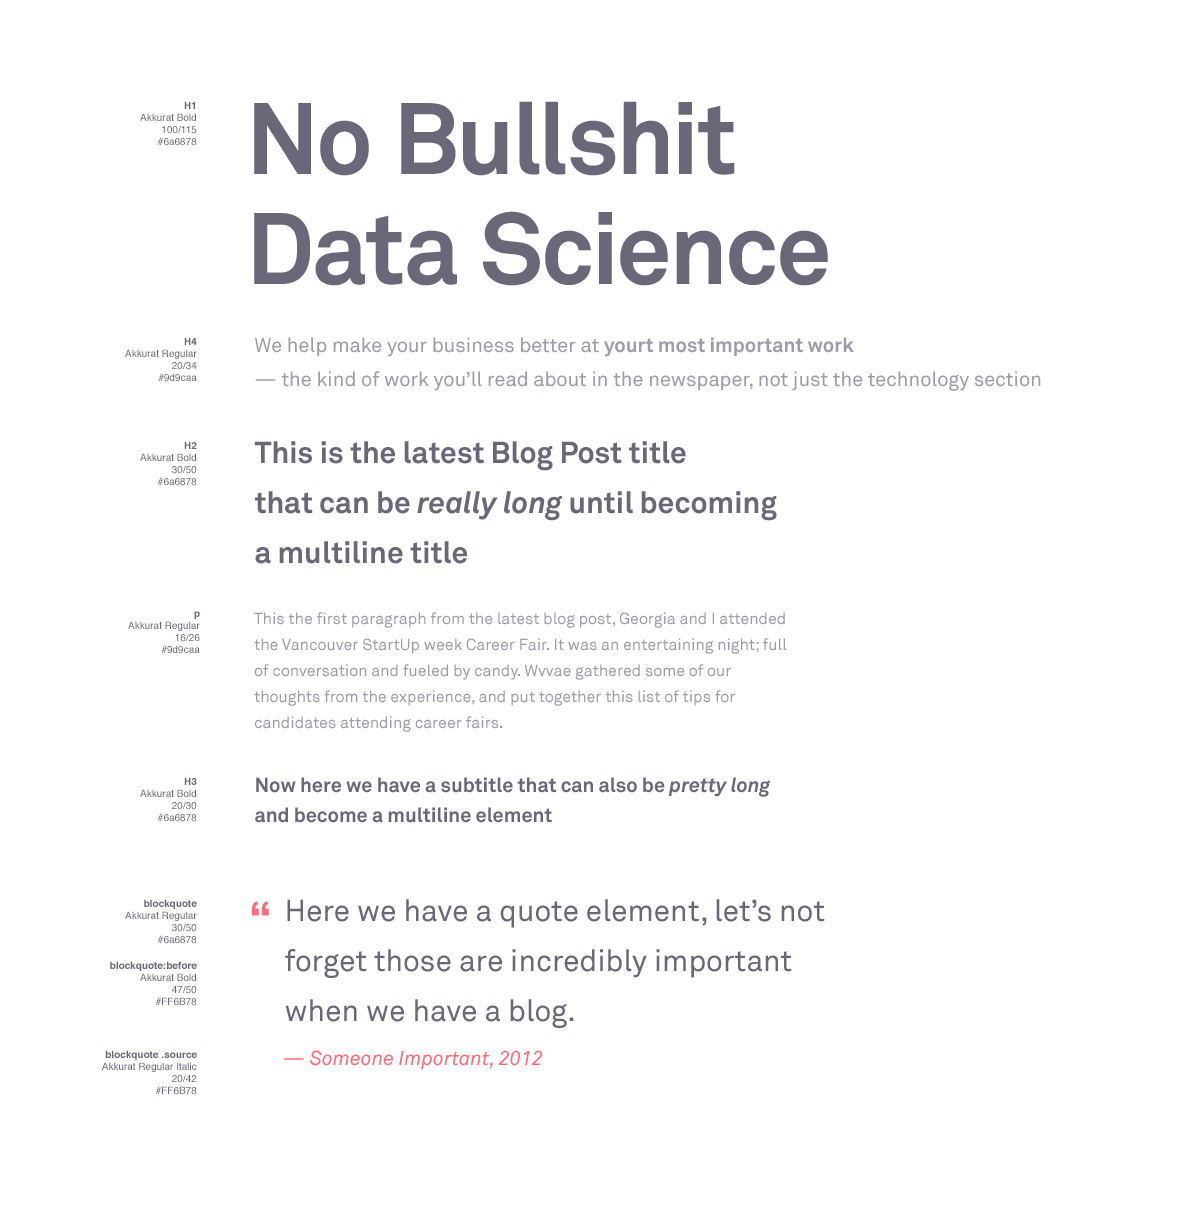 H1
Akkurat Bold
100/115
#6a6878
No Bullshit
Data Science
H4
Akkurat Regular
20/34
#9d9caa
We help make your business better at yourt most important work
— the kind of work you’ll read about in the newspaper, not just the technology section
H2
Akkurat Bold
30/50
#6a6878
This is the latest Blog Post title
that can be really long until becoming
a multiline title
p
Akkurat Regular
16/26
#9d9caa
This the first paragraph from the latest blog post, Georgia and I attended
the Vancouver StartUp week Career Fair. It was an entertaining night; full
of conversation and fueled by candy. Wvvae gathered some of our
thoughts from the experience, and put together this list of tips for
candidates attending career fairs.
H3
Akkurat Bold
20/30
#6a6878
Now here we have a subtitle that can also be pretty long
and become a multiline element
blockquote
Akkurat Regular
30/50
#6a6878
blockquote:before
Akkurat Bold
47/50
#FF6B78
“ Here we have a quote element, let’s not
forget those are incredibly important
when we have a blog.
blockquote .source
Akkurat Regular Italic
20/42
#FF6B78
— Someone Important, 2012